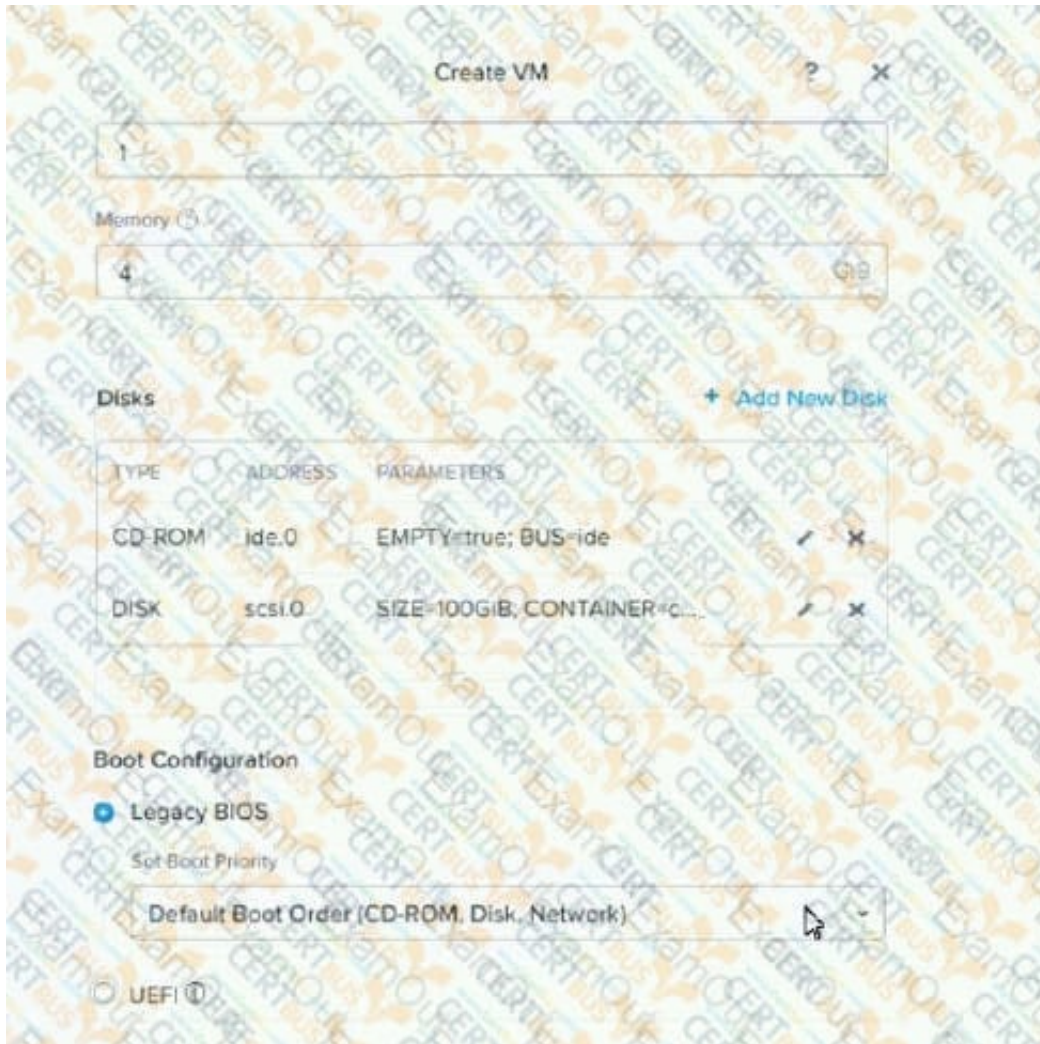 Create VM ? ×
1
Memory ?
4 GiB
Disks + Add New Disk
TYPE ADDRESS PARAMETERS
CD-ROM ide.0 EMPTY=true; BUS=ide
DISK scsi.0 SIZE=100GiB; CONTAINER=c...
Boot Configuration
Legacy BIOS
Set Boot Priority
Default Boot Order (CD-ROM, Disk, Network)
UEFI